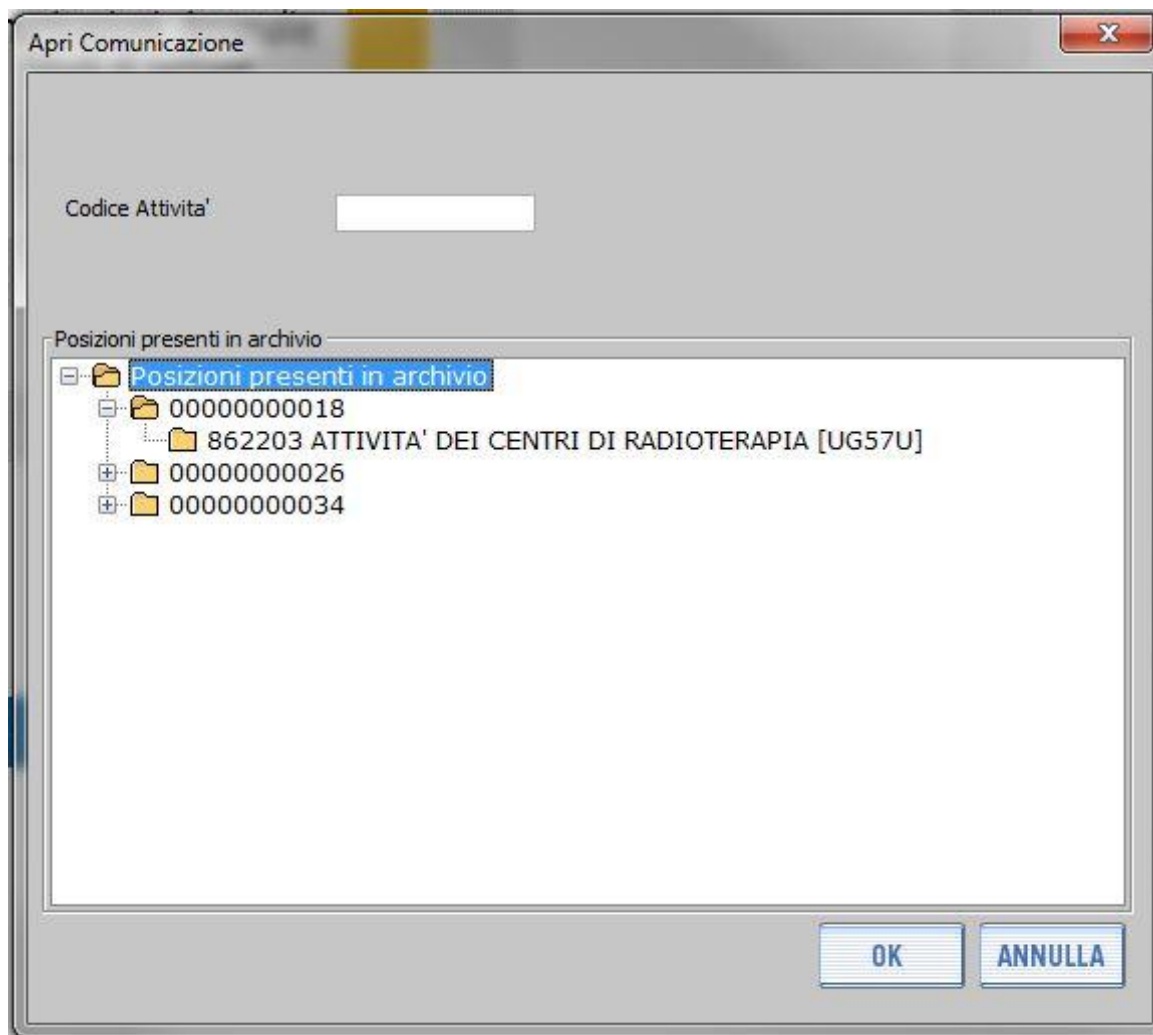 Apri Comunicazione
Codice Attivita'
Posizioni presenti in archivio
Posizioni presenti in archivio
00000000018
862203 ATTIVITA' DEI CENTRI DI RADIOTERAPIA [UG57U]
00000000026
00000000034
OK ANNULLA